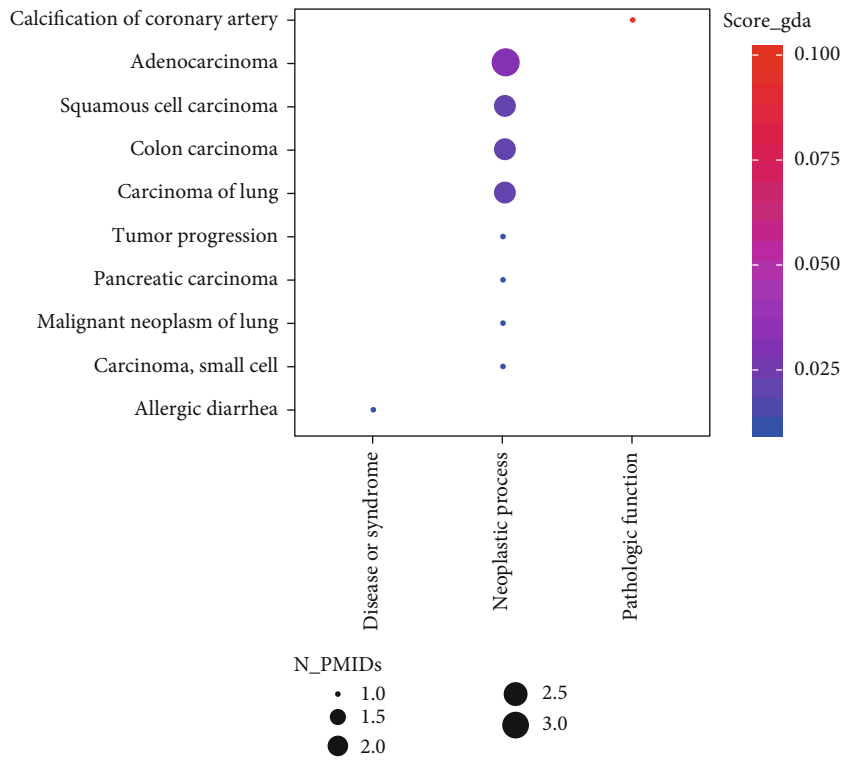 Calcification of coronary artery
Adenocarcinoma
Squamous cell carcinoma
Colon carcinoma
Carcinoma of lung
Tumor progression
Pancreatic carcinoma
Malignant neoplasm of lung
Carcinoma, small cell
Allergic diarrhea
Disease or syndrome
Neoplastic process
Pathologic function
Score_gda
0.100
0.075
0.050
0.025
N_PMIDs
1.0
1.5
2.0
2.5
3.0